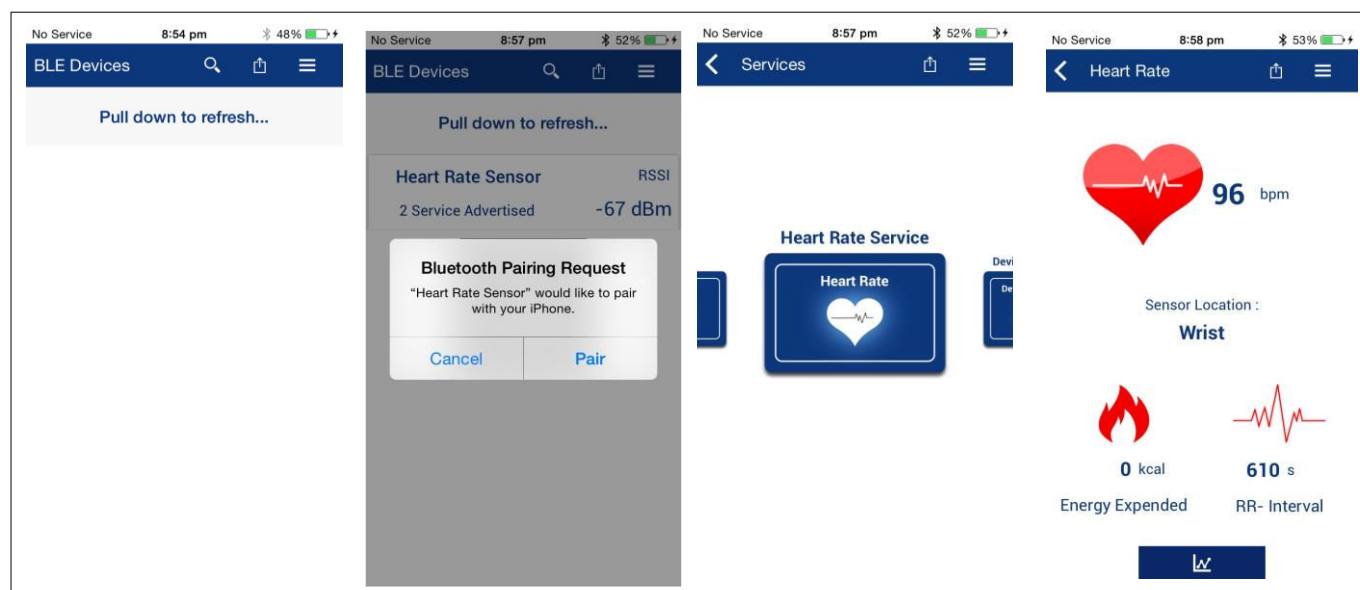 No Service 8:54 pm 48%
BLE Devices
Pull down to refresh...
No Service 8:57 pm 52%
BLE Devices
Pull down to refresh...
Heart Rate Sensor RSSI
2 Service Advertised -67 dBm
Bluetooth Pairing Request
“Heart Rate Sensor” would like to pair
with your iPhone.
Cancel Pair
No Service 8:57 pm 52%
Services
Heart Rate Service
Heart Rate
Devi
De
No Service 8:58 pm 53%
Heart Rate
96 bpm
Sensor Location :
Wrist
0 kcal
Energy Expended
610 s
RR- Interval